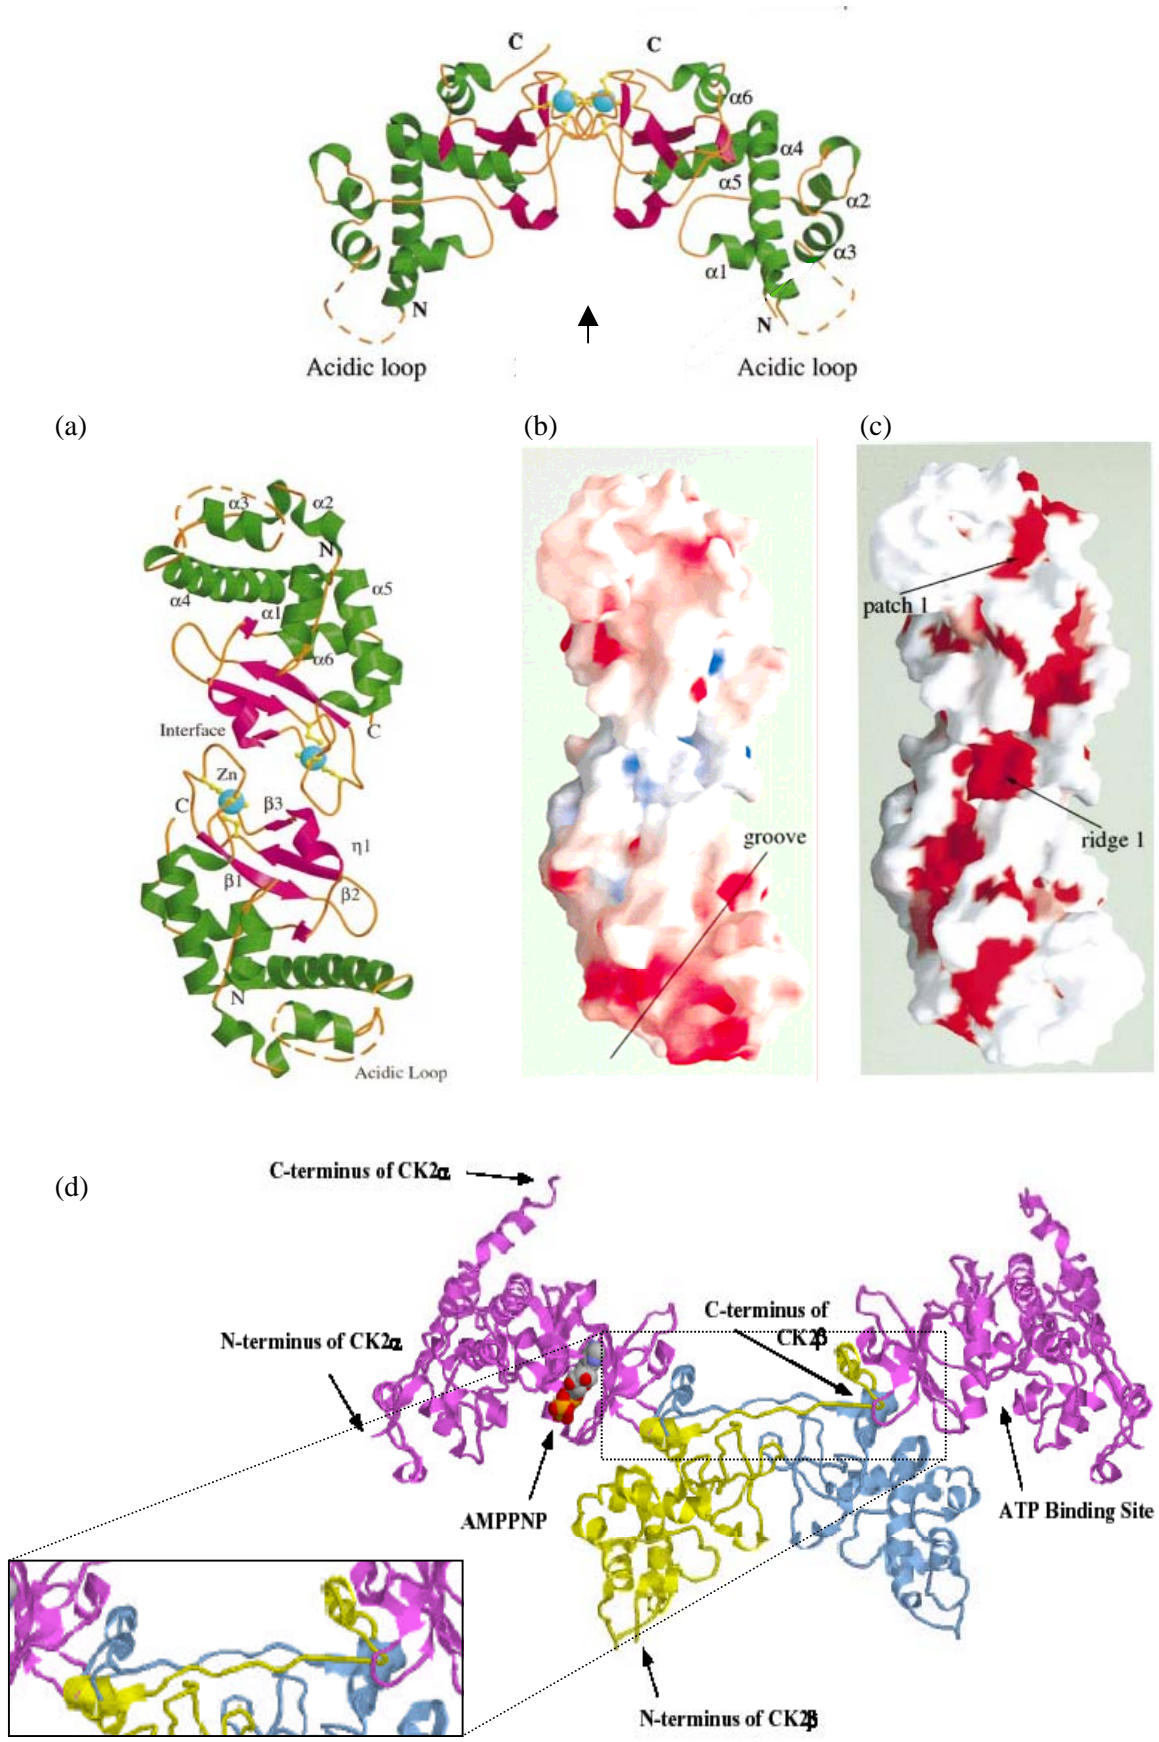 C C
α6
α4
α5
α2
α3
α1
N N
Acidic loop Acidic loop
(a) (b) (c)
α3 α2
N
α4 α5
α1
α6
patch 1
Interface C
Zn
C β3
groove
ridge 1
η1
β1 β2
N
Acidic Loop
(d)
C-terminus of CK2α
C-terminus of
CK2β
N-terminus of CK2α
AMPPNP
ATP Binding Site
N-terminus of CK2β